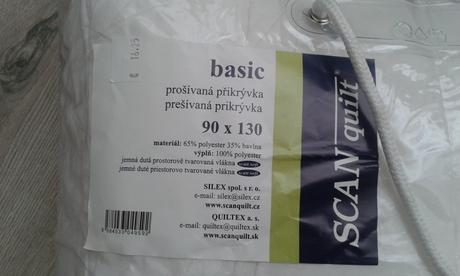 € 16,25
basic
prošívaná přikrývka
prešívaná prikrývka
90 x 130
materiál: 65% polyester 35% bavlna
výplň: 100% polyester
jemná dutá prostorově tvarovaná vlákna
jemné duté priestorovo tvarované vlákna
SILEX spol. s r. o.
e-mail: silex@silex.cz
www.scanquilt.cz
QUILTEX a. s.
e-mail: quiltex@quiltex.sk
www.scanquilt.sk
SCAN quilt®